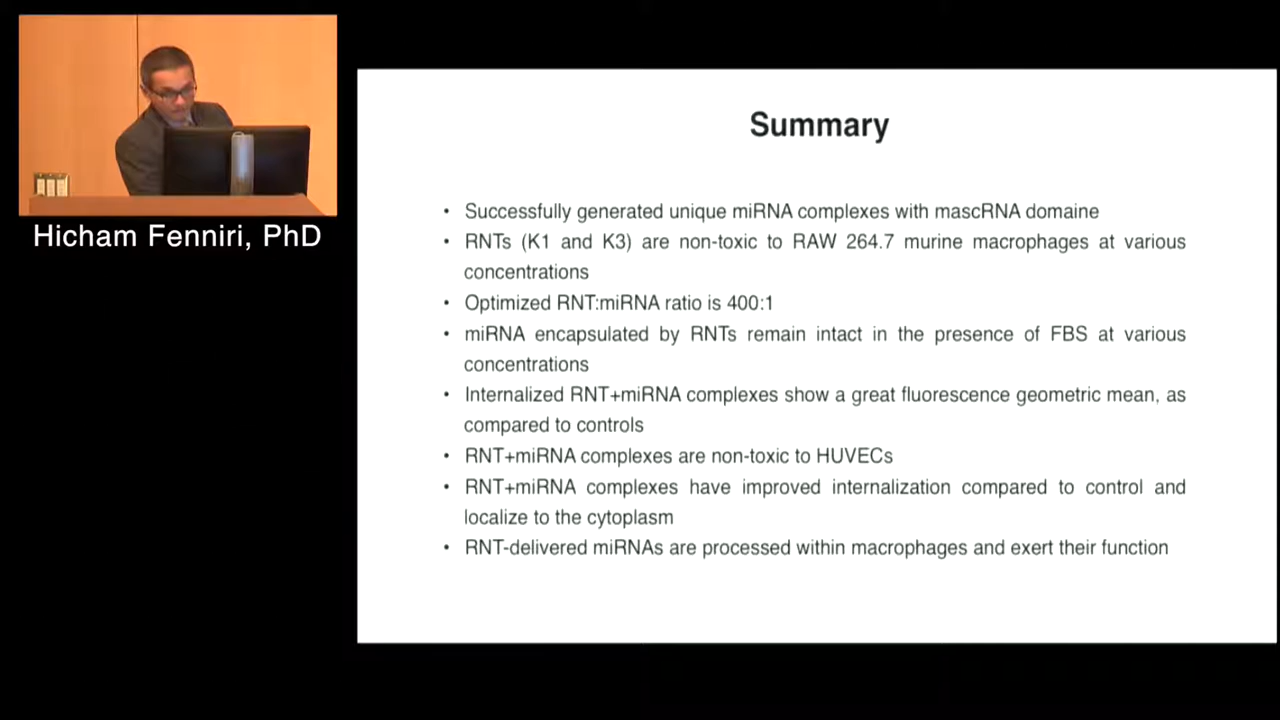 Hicham Fenniri, PhD
Summary
• Successfully generated unique miRNA complexes with mascRNA domaine
• RNTs (K1 and K3) are non-toxic to RAW 264.7 murine macrophages at various
concentrations
• Optimized RNT:miRNA ratio is 400:1
• miRNA encapsulated by RNTs remain intact in the presence of FBS at various
concentrations
• Internalized RNT+miRNA complexes show a great fluorescence geometric mean, as
compared to controls
• RNT+miRNA complexes are non-toxic to HUVECs
• RNT+miRNA complexes have improved internalization compared to control and
localize to the cytoplasm
• RNT-delivered miRNAs are processed within macrophages and exert their function